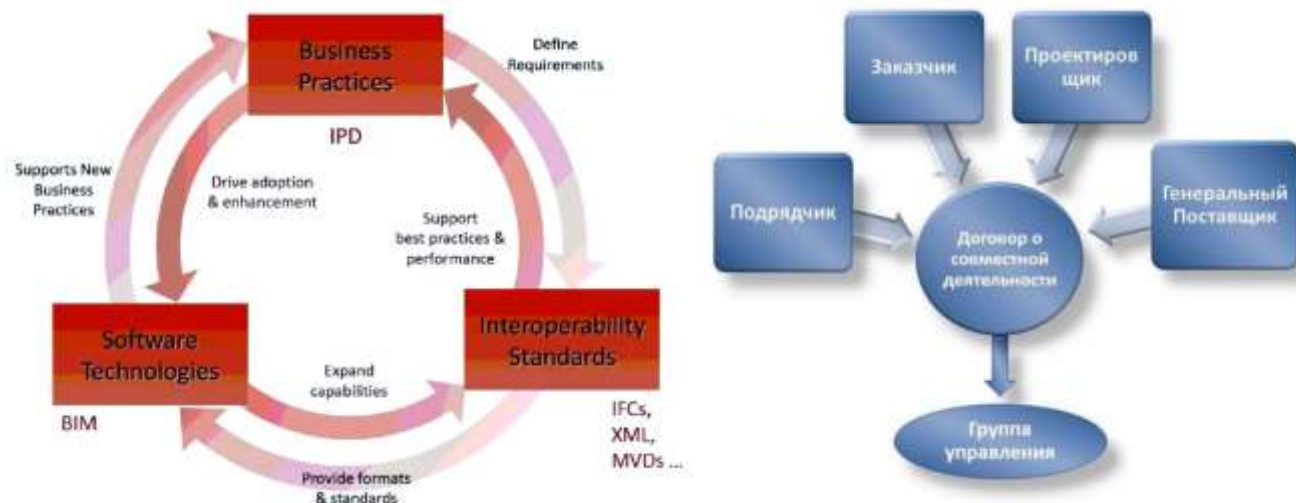 Business
Practices
IPD
Define
Requirements
Supports New
Business
Practices
Drive adoption
& enhancement
Support
best practices &
performance
Software
Technologies
BIM
Expand
capabilities
Interoperability
Standards
IFCs,
XML,
MVDs ...
Provide formats
& standards
Заказчик
Проектиров
щик
Подрядчик
Генеральный
Поставщик
Договор о
совместной
деятельности
Группа
управления